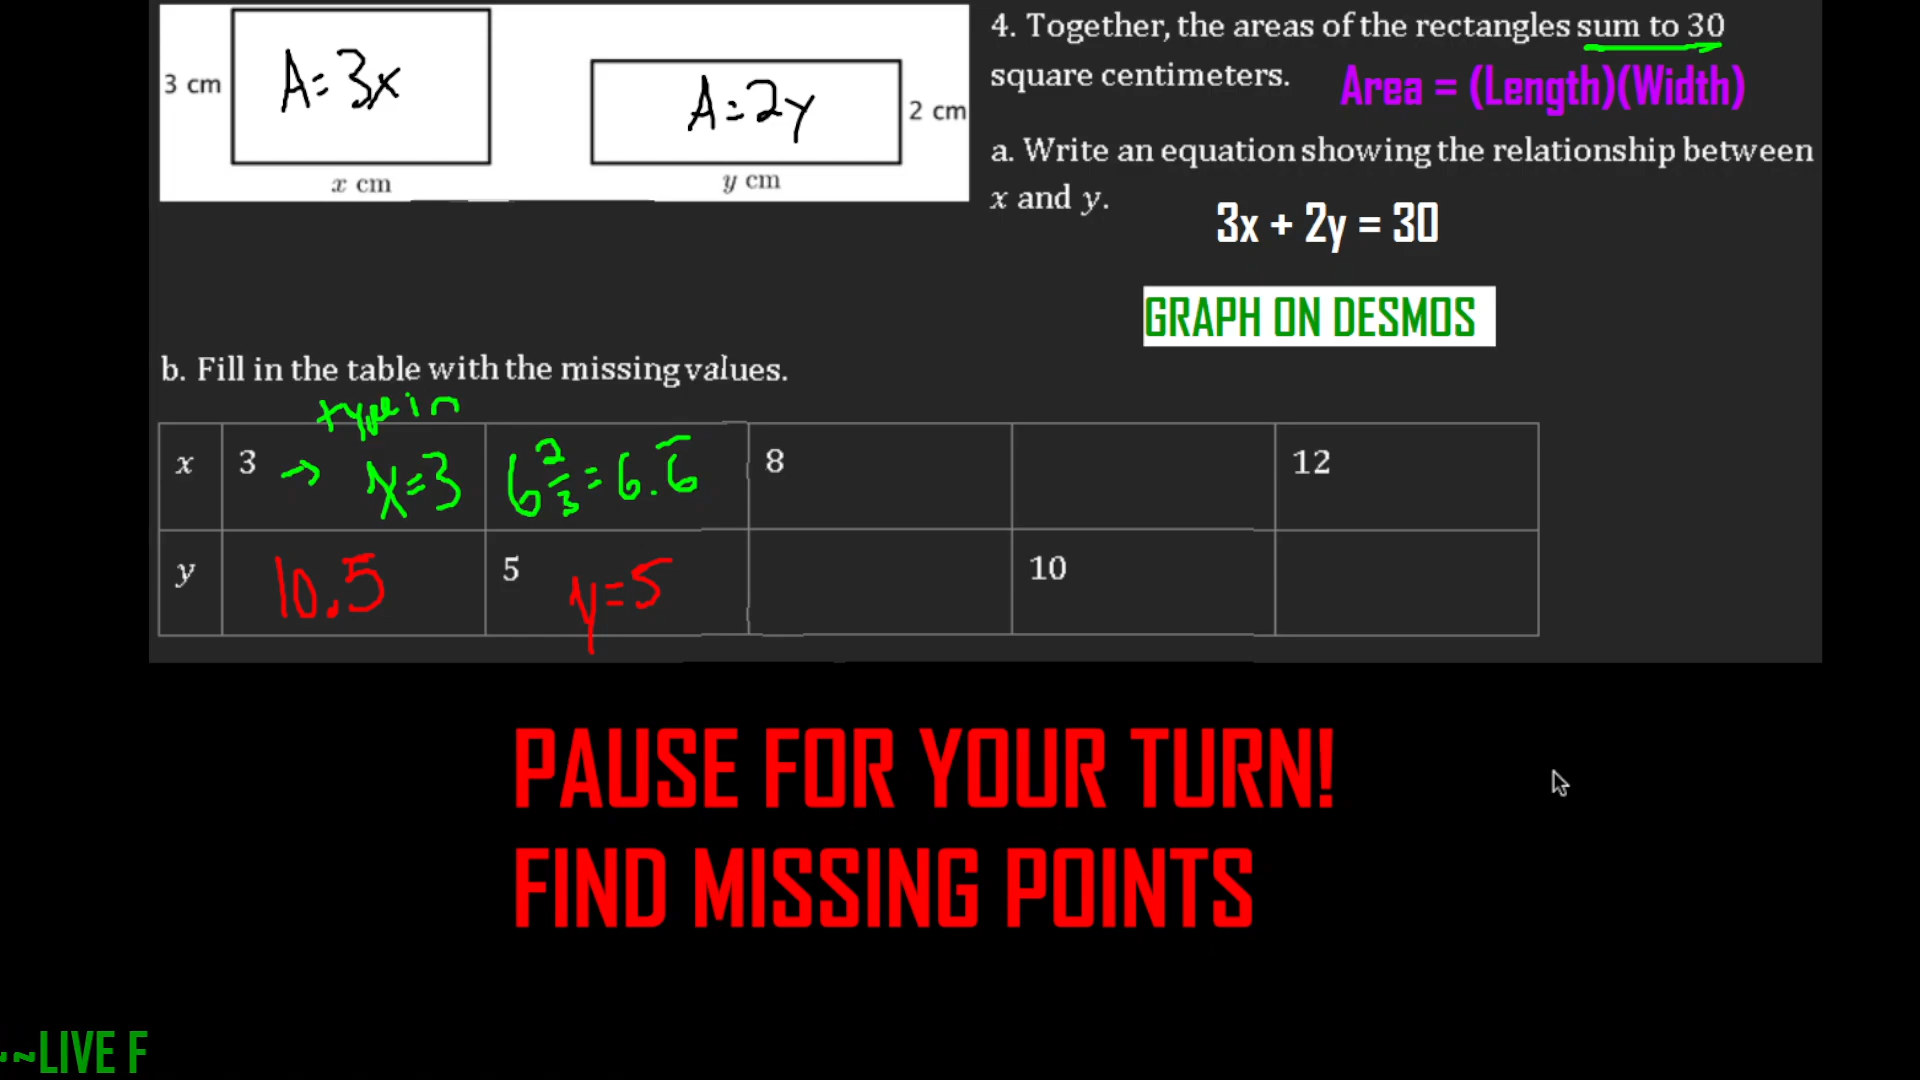 3 cm
A=3x
x cm
A=2y
2 cm
y cm
4. Together, the areas of the rectangles sum to 30
square centimeters.
Area = (Length)(Width)
a. Write an equation showing the relationship between
x and y.
3x + 2y = 30
GRAPH ON DESMOS
b. Fill in the table with the missing values.
type in
x 3 → x=3 6 2/3 = 6.6̅ 8 12
y 10.5 5 y=5 10
PAUSE FOR YOUR TURN!
FIND MISSING POINTS
~LIVE F